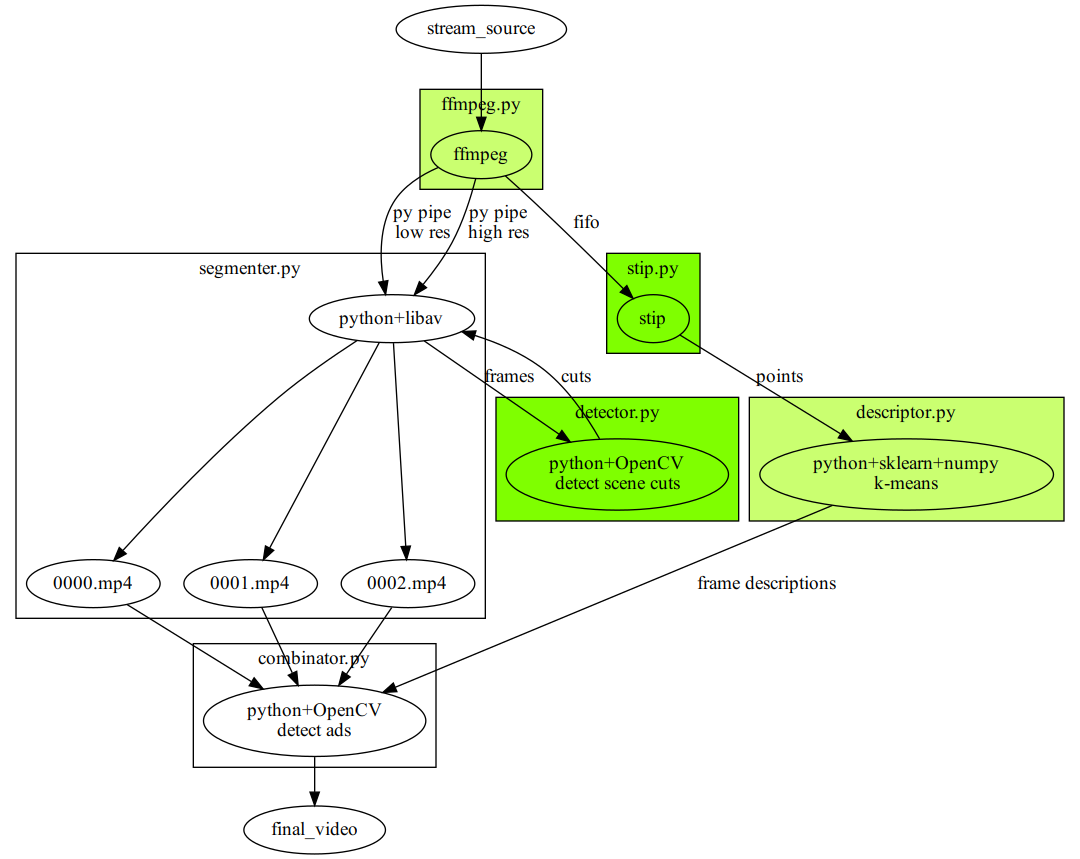 stream_source
ffmpeg.py
ffmpeg
py pipe
low res
py pipe
high res
fifo
segmenter.py
stip.py
python+libav
stip
frames
cuts
points
detector.py
descriptor.py
python+OpenCV
detect scene cuts
python+sklearn+numpy
k-means
0000.mp4
0001.mp4
0002.mp4
frame descriptions
combinator.py
python+OpenCV
detect ads
final_video